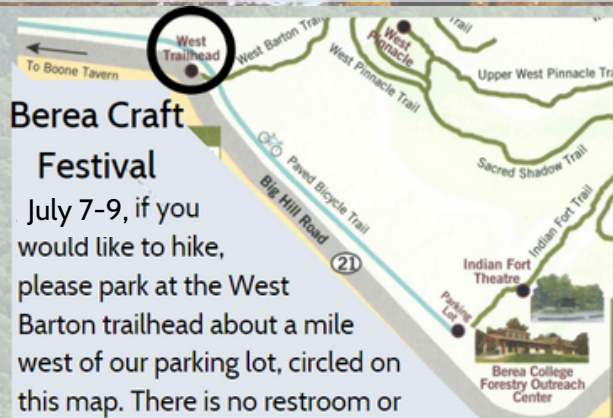 West
Trailhead
To Boone Tavern
West Barton Trail
West
Pinnacle
Trail
West Pinnacle Trail
Upper West Pinnacle Tra
Sacred Shadow Trail
Berea Craft
Festival
July 7-9, if you
would like to hike,
please park at the West
Barton trailhead about a mile
west of our parking lot, circled on
this map. There is no restroom or
Paved Bicycle Trail
Big Hill Road
21
Indian Fort Trail
Indian Fort
Theatre
Parking
Lot
Berea College
Forestry Outreach
Center